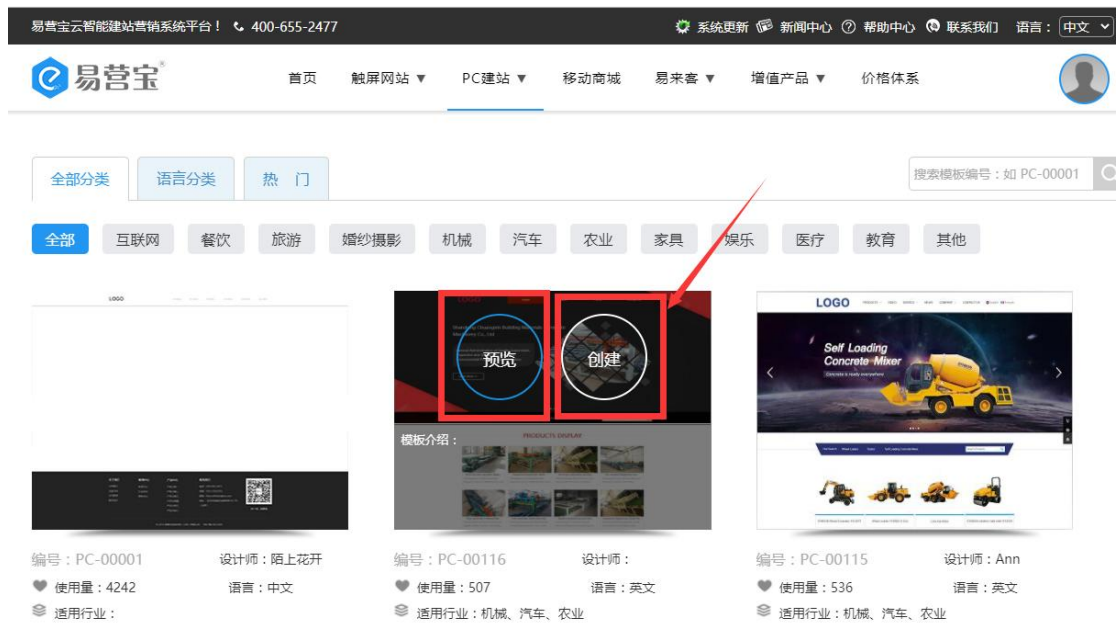 易营宝云智能建站营销系统平台！ 400-655-2477 系统更新 新闻中心 帮助中心 联系我们 语言： 中文
易营宝® 首页 触屏网站 ▼ PC建站 ▼ 移动商城 易来客 ▼ 增值产品 ▼ 价格体系
全部分类 语言分类 热 门 搜索模板编号：如 PC-00001
全部 互联网 餐饮 旅游 婚纱摄影 机械 汽车 农业 家具 娱乐 医疗 教育 其他
LOGO
LOGO
预览 创建
模板介绍：
PRODUCTS DISPLAY
LOGO
Self Loading
Concrete Mixer
Concrete is ready everywhere
编号：PC-00001 设计师：陌上花开
使用量：4242 语言：中文
适用行业：
编号：PC-00116 设计师：
使用量：507 语言：英文
适用行业：机械、汽车、农业
编号：PC-00115 设计师：Ann
使用量：536 语言：英文
适用行业：机械、汽车、农业